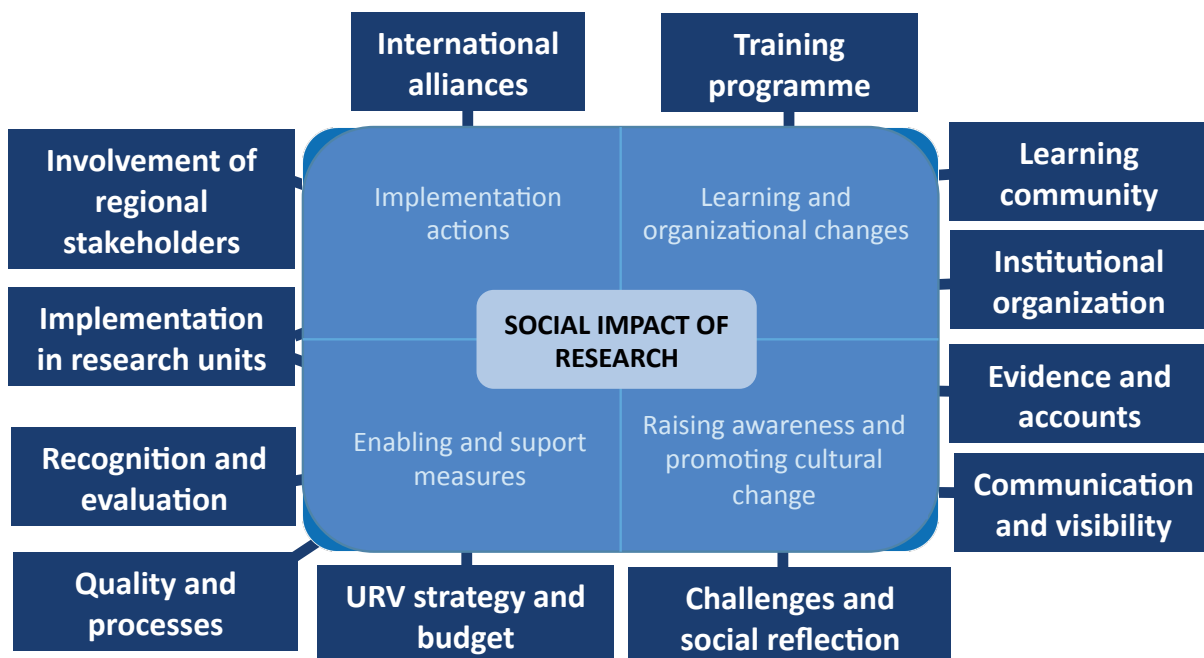 International
alliances
Training
programme
Involvement of
regional
stakeholders
Learning
community
Implementation
actions
Learning and
organizational changes
Institutional
organization
Implementation
in research units
SOCIAL IMPACT OF
RESEARCH
Evidence and
accounts
Recognition and
evaluation
Enabling and suport
measures
Raising awareness and
promoting cultural
change
Communication
and visibility
Quality and
processes
URV strategy and
budget
Challenges and
social reflection